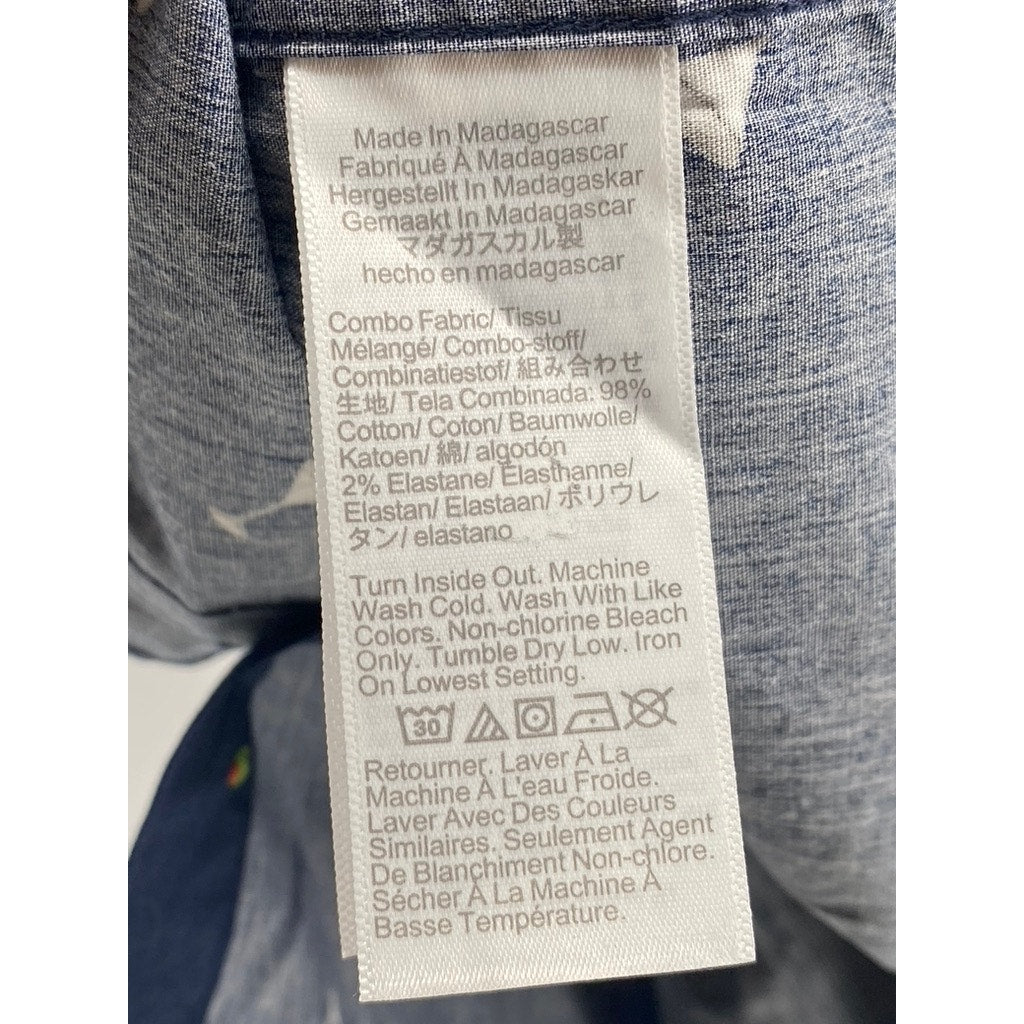 Made In Madagascar
Fabriqué À Madagascar
Hergestellt In Madagaskar
Gemaakt In Madagascar
マダガスカル製
hecho en madagascar
Combo Fabric/ Tissu
Mélangé/ Combo-stoff/
Combinatiestof/ 組み合わせ
生地/ Tela Combinada: 98%
Cotton/ Coton/ Baumwolle/
Katoen/ 綿/ algodón
2% Elastane/ Élasthanne/
Elastan/ Elastaan/ ポリウレ
タン/ elastano
Turn Inside Out. Machine
Wash Cold. Wash With Like
Colors. Non-chlorine Bleach
Only. Tumble Dry Low. Iron
On Lowest Setting.
30
Retourner. Laver À La
Machine À L'eau Froide.
Laver Avec Des Couleurs
Similaires. Seulement Agent
De Blanchiment Non-chlore.
Sécher À La Machine À
Basse Température.